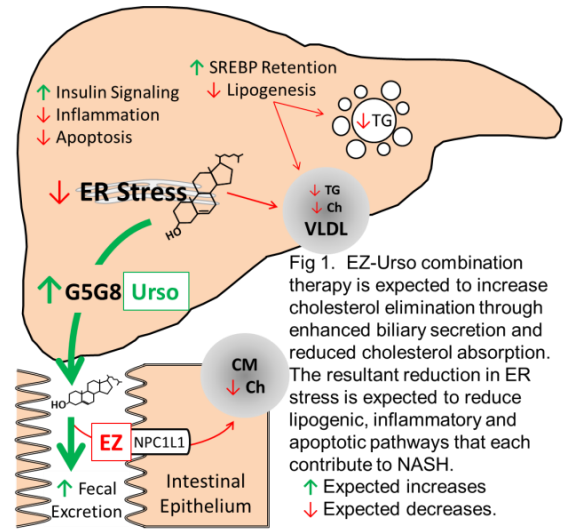 ↑ SREBP Retention
↓ Lipogenesis
↑ Insulin Signaling
↓ Inflammation
↓ Apoptosis
↓ TG
↓ ER Stress
HO
↓ TG
↓ Ch
VLDL
↑ G5G8 Urso
Fig 1. EZ-Urso combination
therapy is expected to increase
cholesterol elimination through
enhanced biliary secretion and
reduced cholesterol absorption.
The resultant reduction in ER
stress is expected to reduce
lipogenic, inflammatory and
apoptotic pathways that each
contribute to NASH.
↑ Expected increases
↓ Expected decreases.
CM
↓ Ch
HO
EZ NPC1L1
↑ Fecal
Excretion
Intestinal
Epithelium